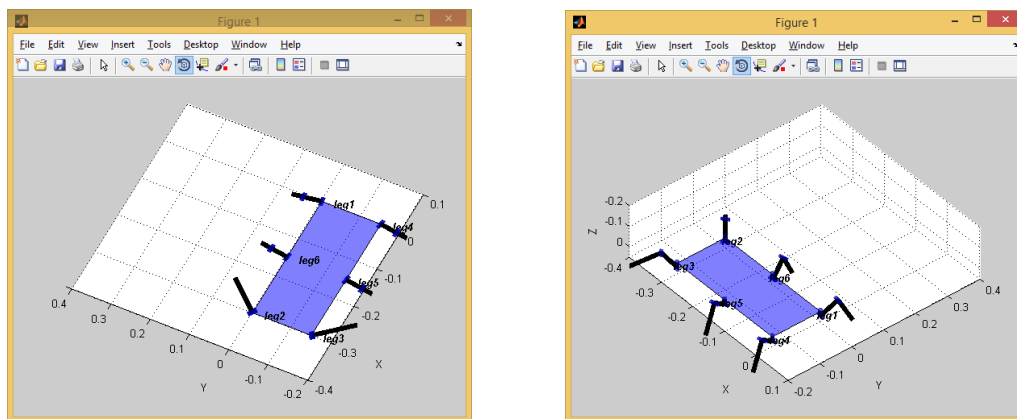 Figure 1
File Edit View Insert Tools Desktop Window Help
leg1
leg4
leg6
leg5
leg2
leg3
0.1
0
-0.1
-0.2
-0.3
-0.4
X
0.4
0.3
0.2
0.1
0
-0.1
-0.2
Y
Figure 1
File Edit View Insert Tools Desktop Window Help
-0.2
-0.1
0
Z
leg2
leg3
leg6
leg5
leg1
leg4
-0.4
-0.3
-0.2
-0.1
0
0.1
X
-0.2
-0.1
0
0.1
0.2
0.3
0.4
Y